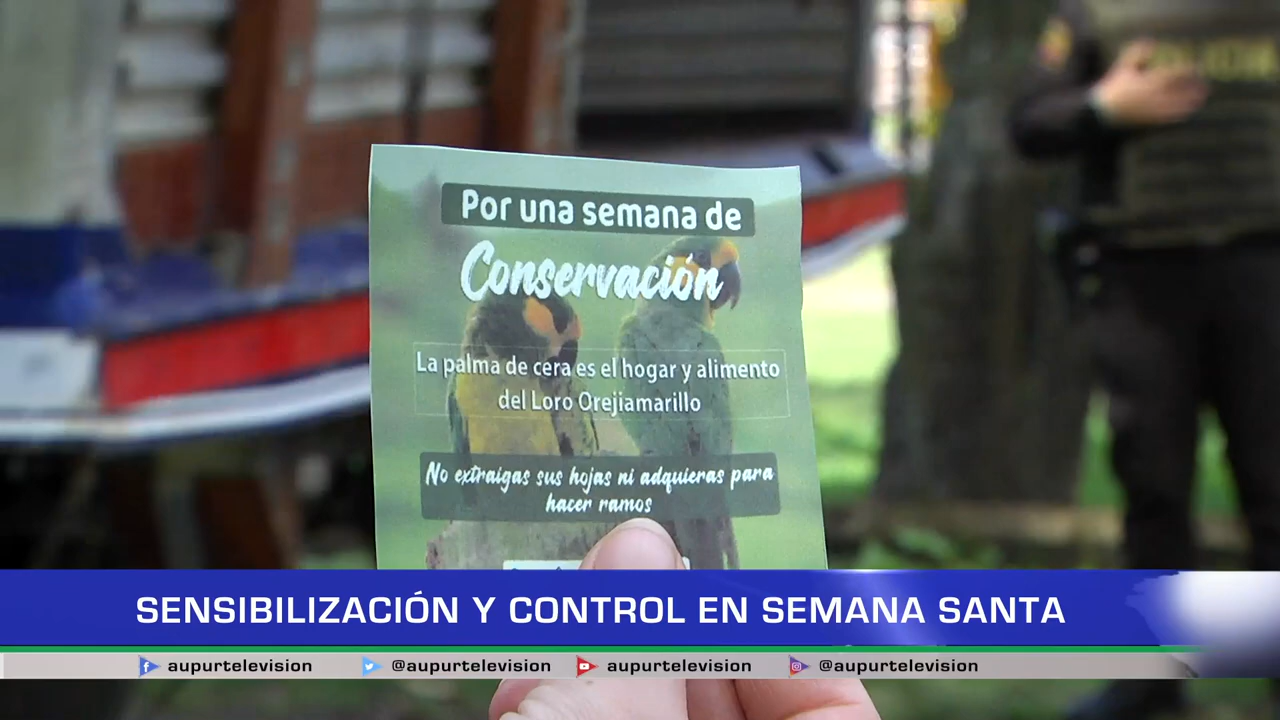 POLICIA
Por una semana de
Conservación
La palma de cera es el hogar y alimento
del Loro Orejiamarillo
No extraigas sus hojas ni adquieras para
hacer ramos
SENSIBILIZACIÓN Y CONTROL EN SEMANA SANTA
aupurtelevision
@aupurtelevision
aupurtelevision
@aupurtelevision